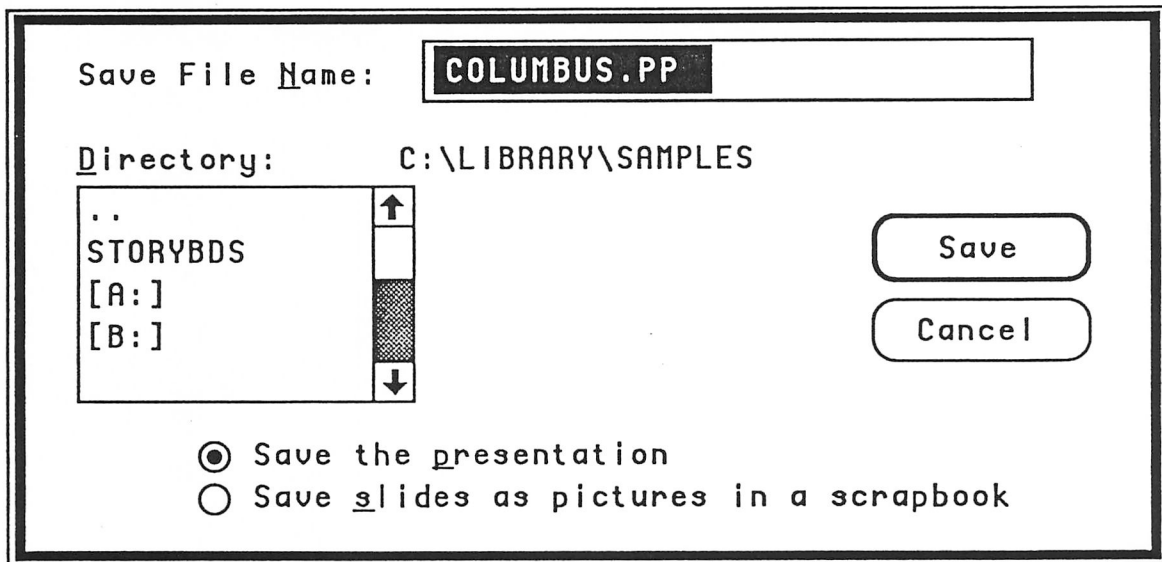 Save File Name: COLUMBUS.PP
Directory: C:\LIBRARY\SAMPLES
..
STORYBDS
[A:]
[B:]
Save
Cancel
Save the presentation
Save slides as pictures in a scrapbook